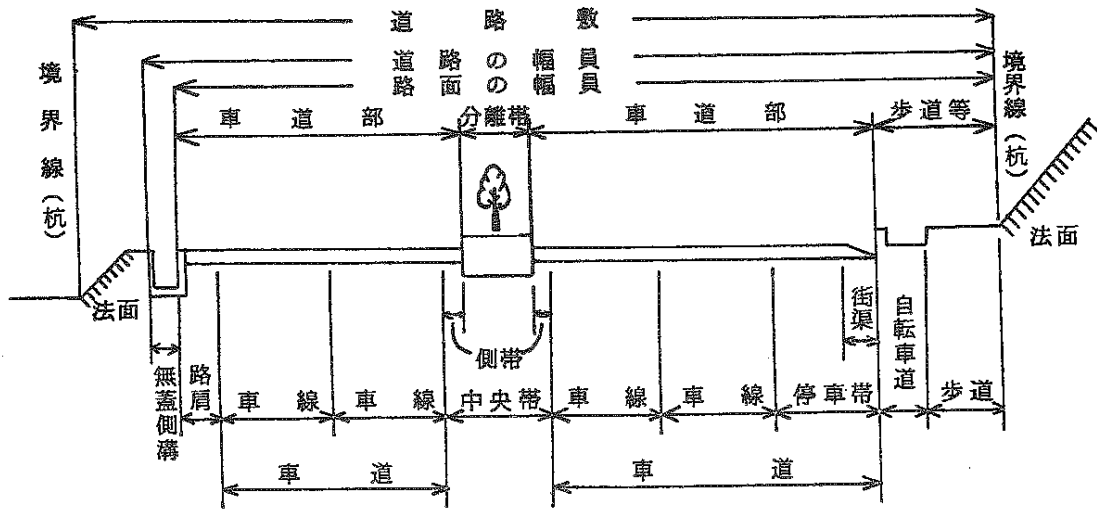 道路敷
道路の幅員
路面の幅員
境界線(杭)
境界線(杭)
車道部
分離帯
車道部
歩道等
法面
法面
街渠
自転車道
側帯
無蓋側溝
路肩
車線
車線
中央帯
車線
車線
停車帯
歩道
車道
車道